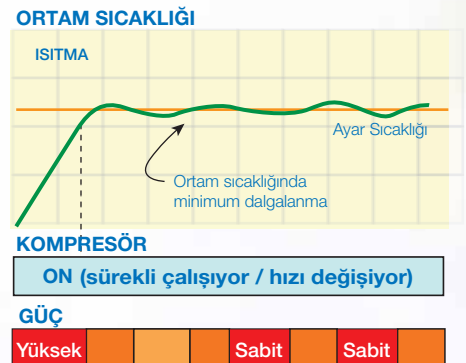 ORTAM SICAKLIĞI
ISITMA
Ayar Sıcaklığı
Ortam sıcaklığında
minimum dalgalanma
KOMPRESÖR
ON (sürekli çalışıyor / hızı değişiyor)
GÜÇ
Yüksek Sabit Sabit